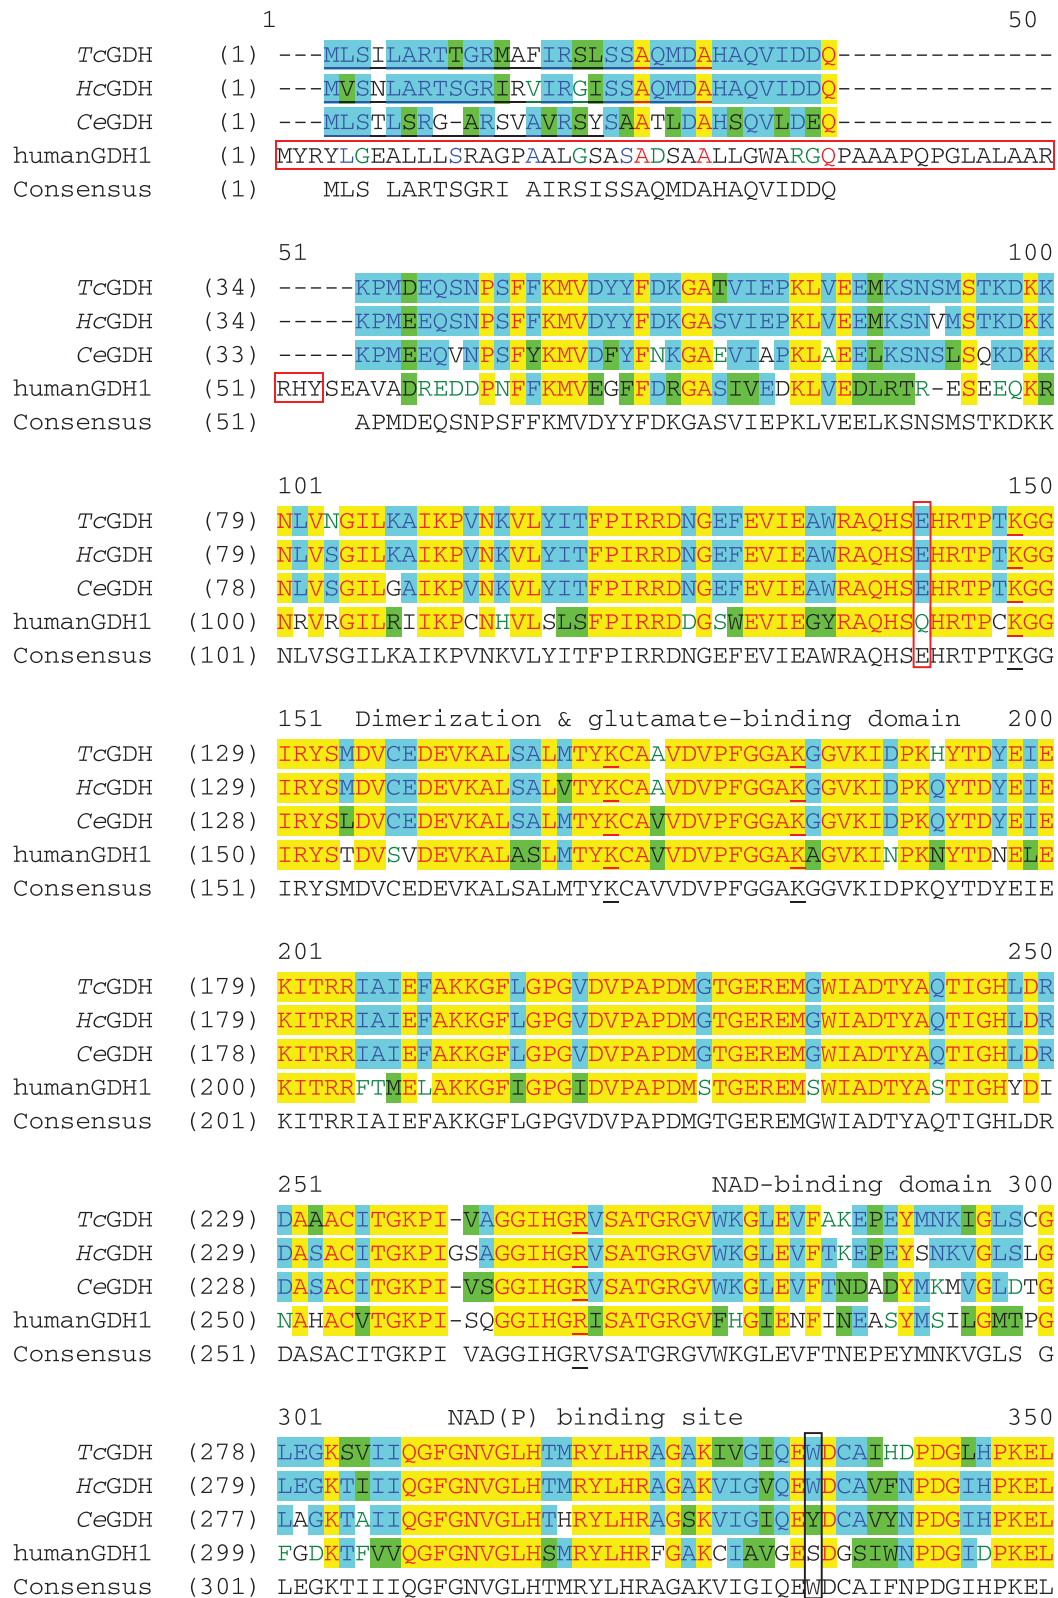 1 50
TcGDH (1) ---MLSILARTTGRMAFIRSLSSAQMDAHAQVIDDQ--------------
HcGDH (1) ---MVSNLARTSGRIRVIRGISSAQMDAHAQVIDDQ--------------
CeGDH (1) ---MLSTLSRG-ARSVAVRSYSAATLDAHSQVLDEQ--------------
humanGDH1 (1) MYRYLGEALLLSRAGPAALGSASADSAALLGWARGQPAAAPQPGLALAAR
Consensus (1) MLS LARTSGRI AIRSISSAQMDAHAQVIDDQ
51 100
TcGDH (34) -----KPMDEQSNPSFFKMVDYYFDKGATVIEPKLVEEMKSNSMSTKDKK
HcGDH (34) -----KPMEEQSNPSFFKMVDYYFDKGASVIEPKLVEEMKSNVMSTKDKK
CeGDH (33) -----KPMEEQVNPSFYKMVDFYFNKGAEVIAPKLAEELKSNSLSQKDKK
humanGDH1 (51) RHYSEAVADREDDPNFFKMVEGFFDRGASIVEDKLVEDLRTR-ESEEQKR
Consensus (51) APMDEQSNPSFFKMVDYYFDKGASVIEPKLVEELKSNSMSTKDKK
101 150
TcGDH (79) NLVNGILKAIKPVNKVLYITFPIRRDNGEFEVIEAWRAQHSEHRTPTKGG
HcGDH (79) NLVSGILKAIKPVNKVLYITFPIRRDNGEFEVIEAWRAQHSEHRTPTKGG
CeGDH (78) NLVSGILGAIKPVNKVLYITFPIRRDNGEFEVIEAWRAQHSEHRTPTKGG
humanGDH1 (100) NRVRGILRIIKPCNHVLSLSFPIRRDDGSWEVIEGYRAQHSQHRTPCKGG
Consensus (101) NLVSGILKAIKPVNKVLYITFPIRRDNGEFEVIEAWRAQHSEHRTPTKGG
151 Dimerization & glutamate-binding domain 200
TcGDH (129) IRYSMDVCEDEVKALSALMTYKCAAVDVPFGGAKGGVKIDPKHYTDYEIE
HcGDH (129) IRYSMDVCEDEVKALSALVTYKCAAVDVPFGGAKGGVKIDPKQYTDYEIE
CeGDH (128) IRYSLDVCEDEVKALSALMTYKCAVVDVPFGGAKGGVKIDPKQYTDYEIE
humanGDH1 (150) IRYSTDVSVDEVKALASLMTYKCAVVDVPFGGAKAGVKINPKNYTDNELE
Consensus (151) IRYSMDVCEDEVKALSALMTYKCAVVDVPFGGAKGGVKIDPKQYTDYEIE
201 250
TcGDH (179) KITRRIAIEFAKKGFLGPGVDVPAPDMGTGEREMGWIADTYAQTIGHLDR
HcGDH (179) KITRRIAIEFAKKGFLGPGVDVPAPDMGTGEREMGWIADTYAQTIGHLDR
CeGDH (178) KITRRIAIEFAKKGFLGPGVDVPAPDMGTGEREMGWIADTYAQTIGHLDR
humanGDH1 (200) KITRRFTMELAKKGFIGPGIDVPAPDMSTGEREMSWIADTYASTIGHYDI
Consensus (201) KITRRIAIEFAKKGFLGPGVDVPAPDMGTGEREMGWIADTYAQTIGHLDR
251 NAD-binding domain 300
TcGDH (229) DAAACITGKPI-VAGGIHGRVSATGRGVWKGLEVFAKEPEYMNKIGLSCG
HcGDH (229) DASACITGKPIGSAGGIHGRVSATGRGVWKGLEVFTKEPEYSNKVGLSLG
CeGDH (228) DASACITGKPI-VSGGIHGRVSATGRGVWKGLEVFTNDADYMKMVGLDTG
humanGDH1 (250) NAHACVTGKPI-SQGGIHGRISATGRGVFHGIENFINEASYMSILGMTPG
Consensus (251) DASACITGKPI VAGGIHGRVSATGRGVWKGLEVFTNEPEYMNKVGLS G
301 NAD(P) binding site 350
TcGDH (278) LEGKSVIIQGFGNVGLHTMRYLHRAGAKIVGIQEWDCAIHDPDGLHPKEL
HcGDH (279) LEGKTIIIQGFGNVGLHTMRYLHRAGAKVIGVQEWDCAVFNPDGIHPKEL
CeGDH (277) LAGKTAIIQGFGNVGLHTHRYLHRAGSKVIGIQEYDCAVYNPDGIHPKEL
humanGDH1 (299) FGDKTFVVQGFGNVGLHSMRYLHRFGAKCIAVGESDGSIWNPDGIDPKEL
Consensus (301) LEGKTIIIQGFGNVGLHTMRYLHRAGAKVIGIQEWDCAIFNPDGIHPKEL